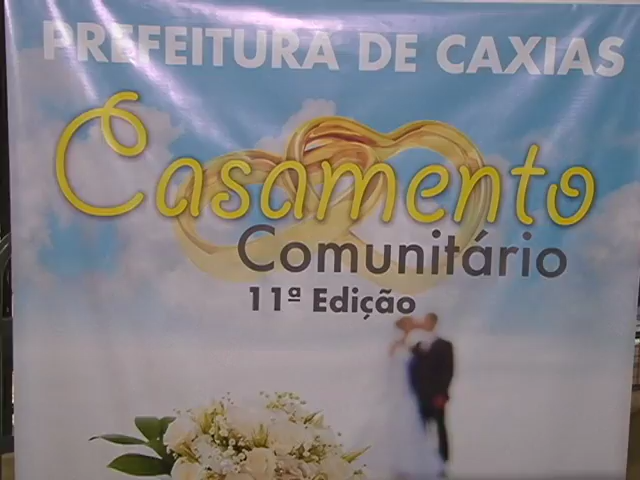 PREFEITURA DE CAXIAS
Casamento
Comunitário
11ª Edição